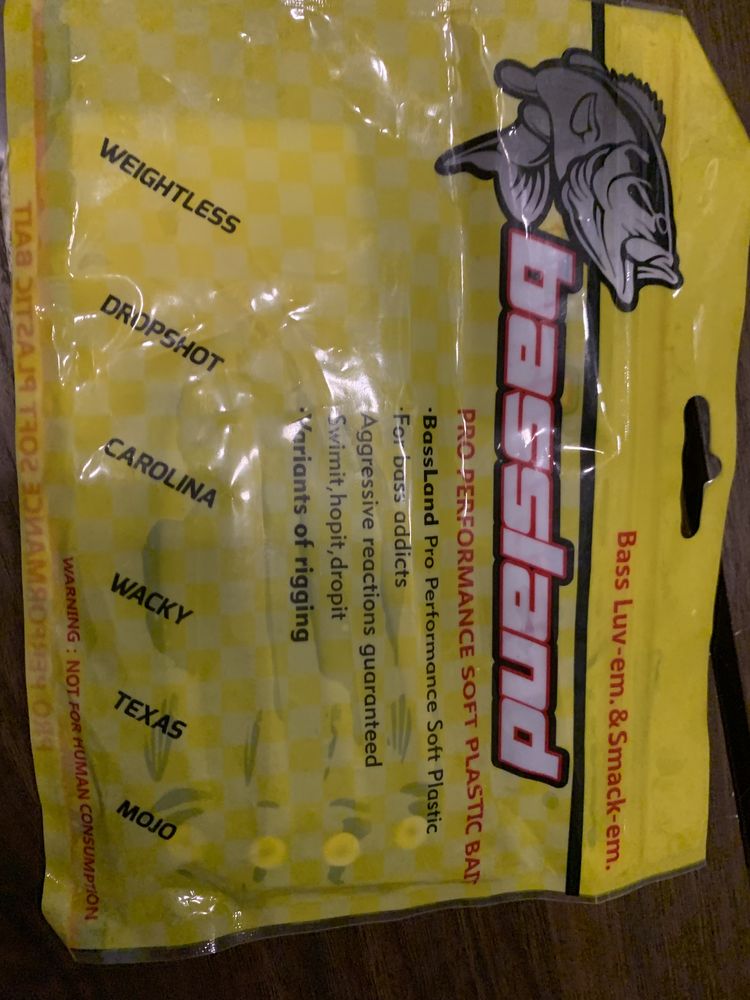 Bass Luv-em. & Smack-em.
bassland
PRO PERFORMANCE SOFT PLASTIC BAIT
·BassLand Pro Performance Soft Plastic
·For bass addicts
Aggressive reactions guaranteed
Swimit, hopit, dropit
·Variants of rigging
WEIGHTLESS
DROPSHOT
CAROLINA
WACKY
TEXAS
MOJO
WARNING : NOT FOR HUMAN CONSUMPTION
PRO PERFORMANCE SOFT PLASTIC BAIT